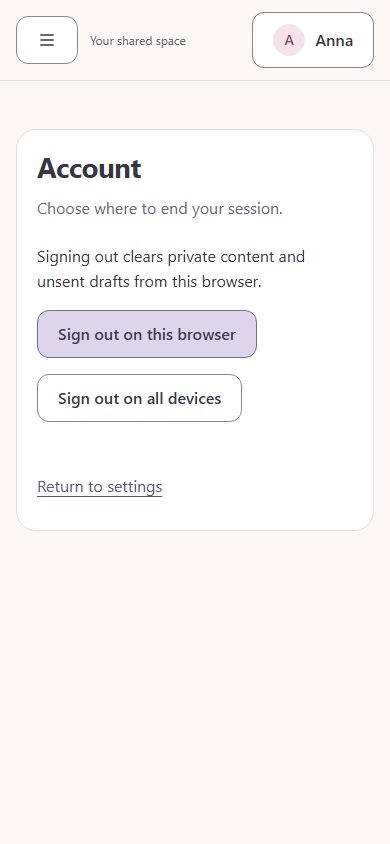 Your shared space
A
Anna
Account
Choose where to end your session.
Signing out clears private content and
unsent drafts from this browser.
Sign out on this browser
Sign out on all devices
Return to settings